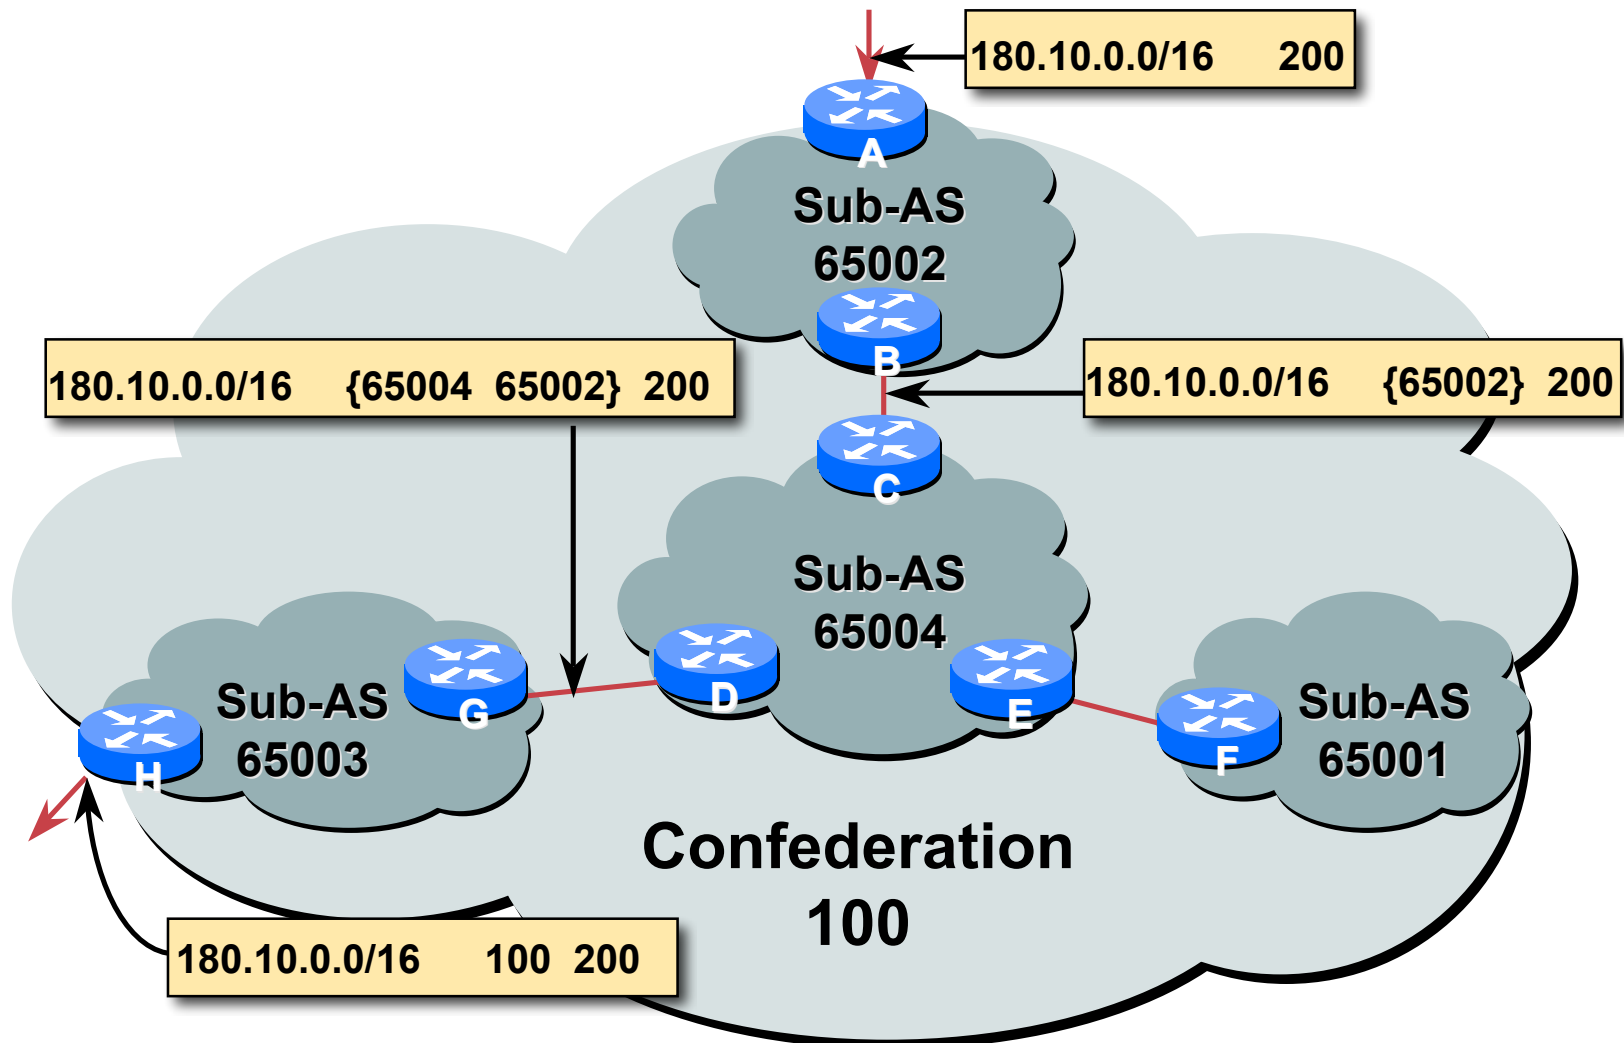 180.10.0.0/16 200
A
Sub-AS
65002
B
180.10.0.0/16 {65004 65002} 200
180.10.0.0/16 {65002} 200
C
Sub-AS
65004
D
E
G
Sub-AS
65003
H
F
Sub-AS
65001
Confederation
100
180.10.0.0/16 100 200